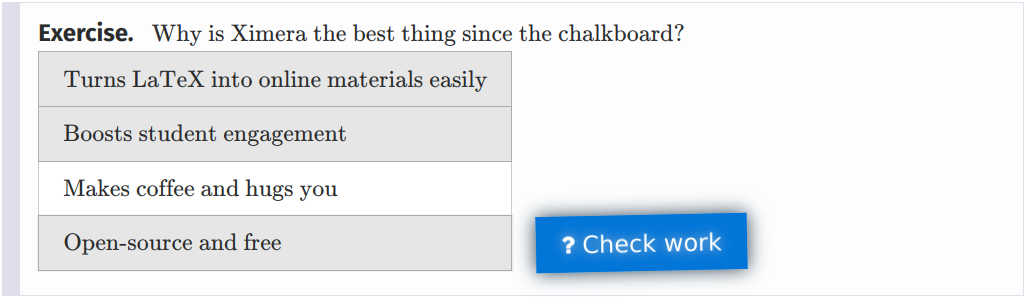 Exercise. Why is Ximera the best thing since the chalkboard?
Turns LaTeX into online materials easily
Boosts student engagement
Makes coffee and hugs you
Open-source and free
? Check work